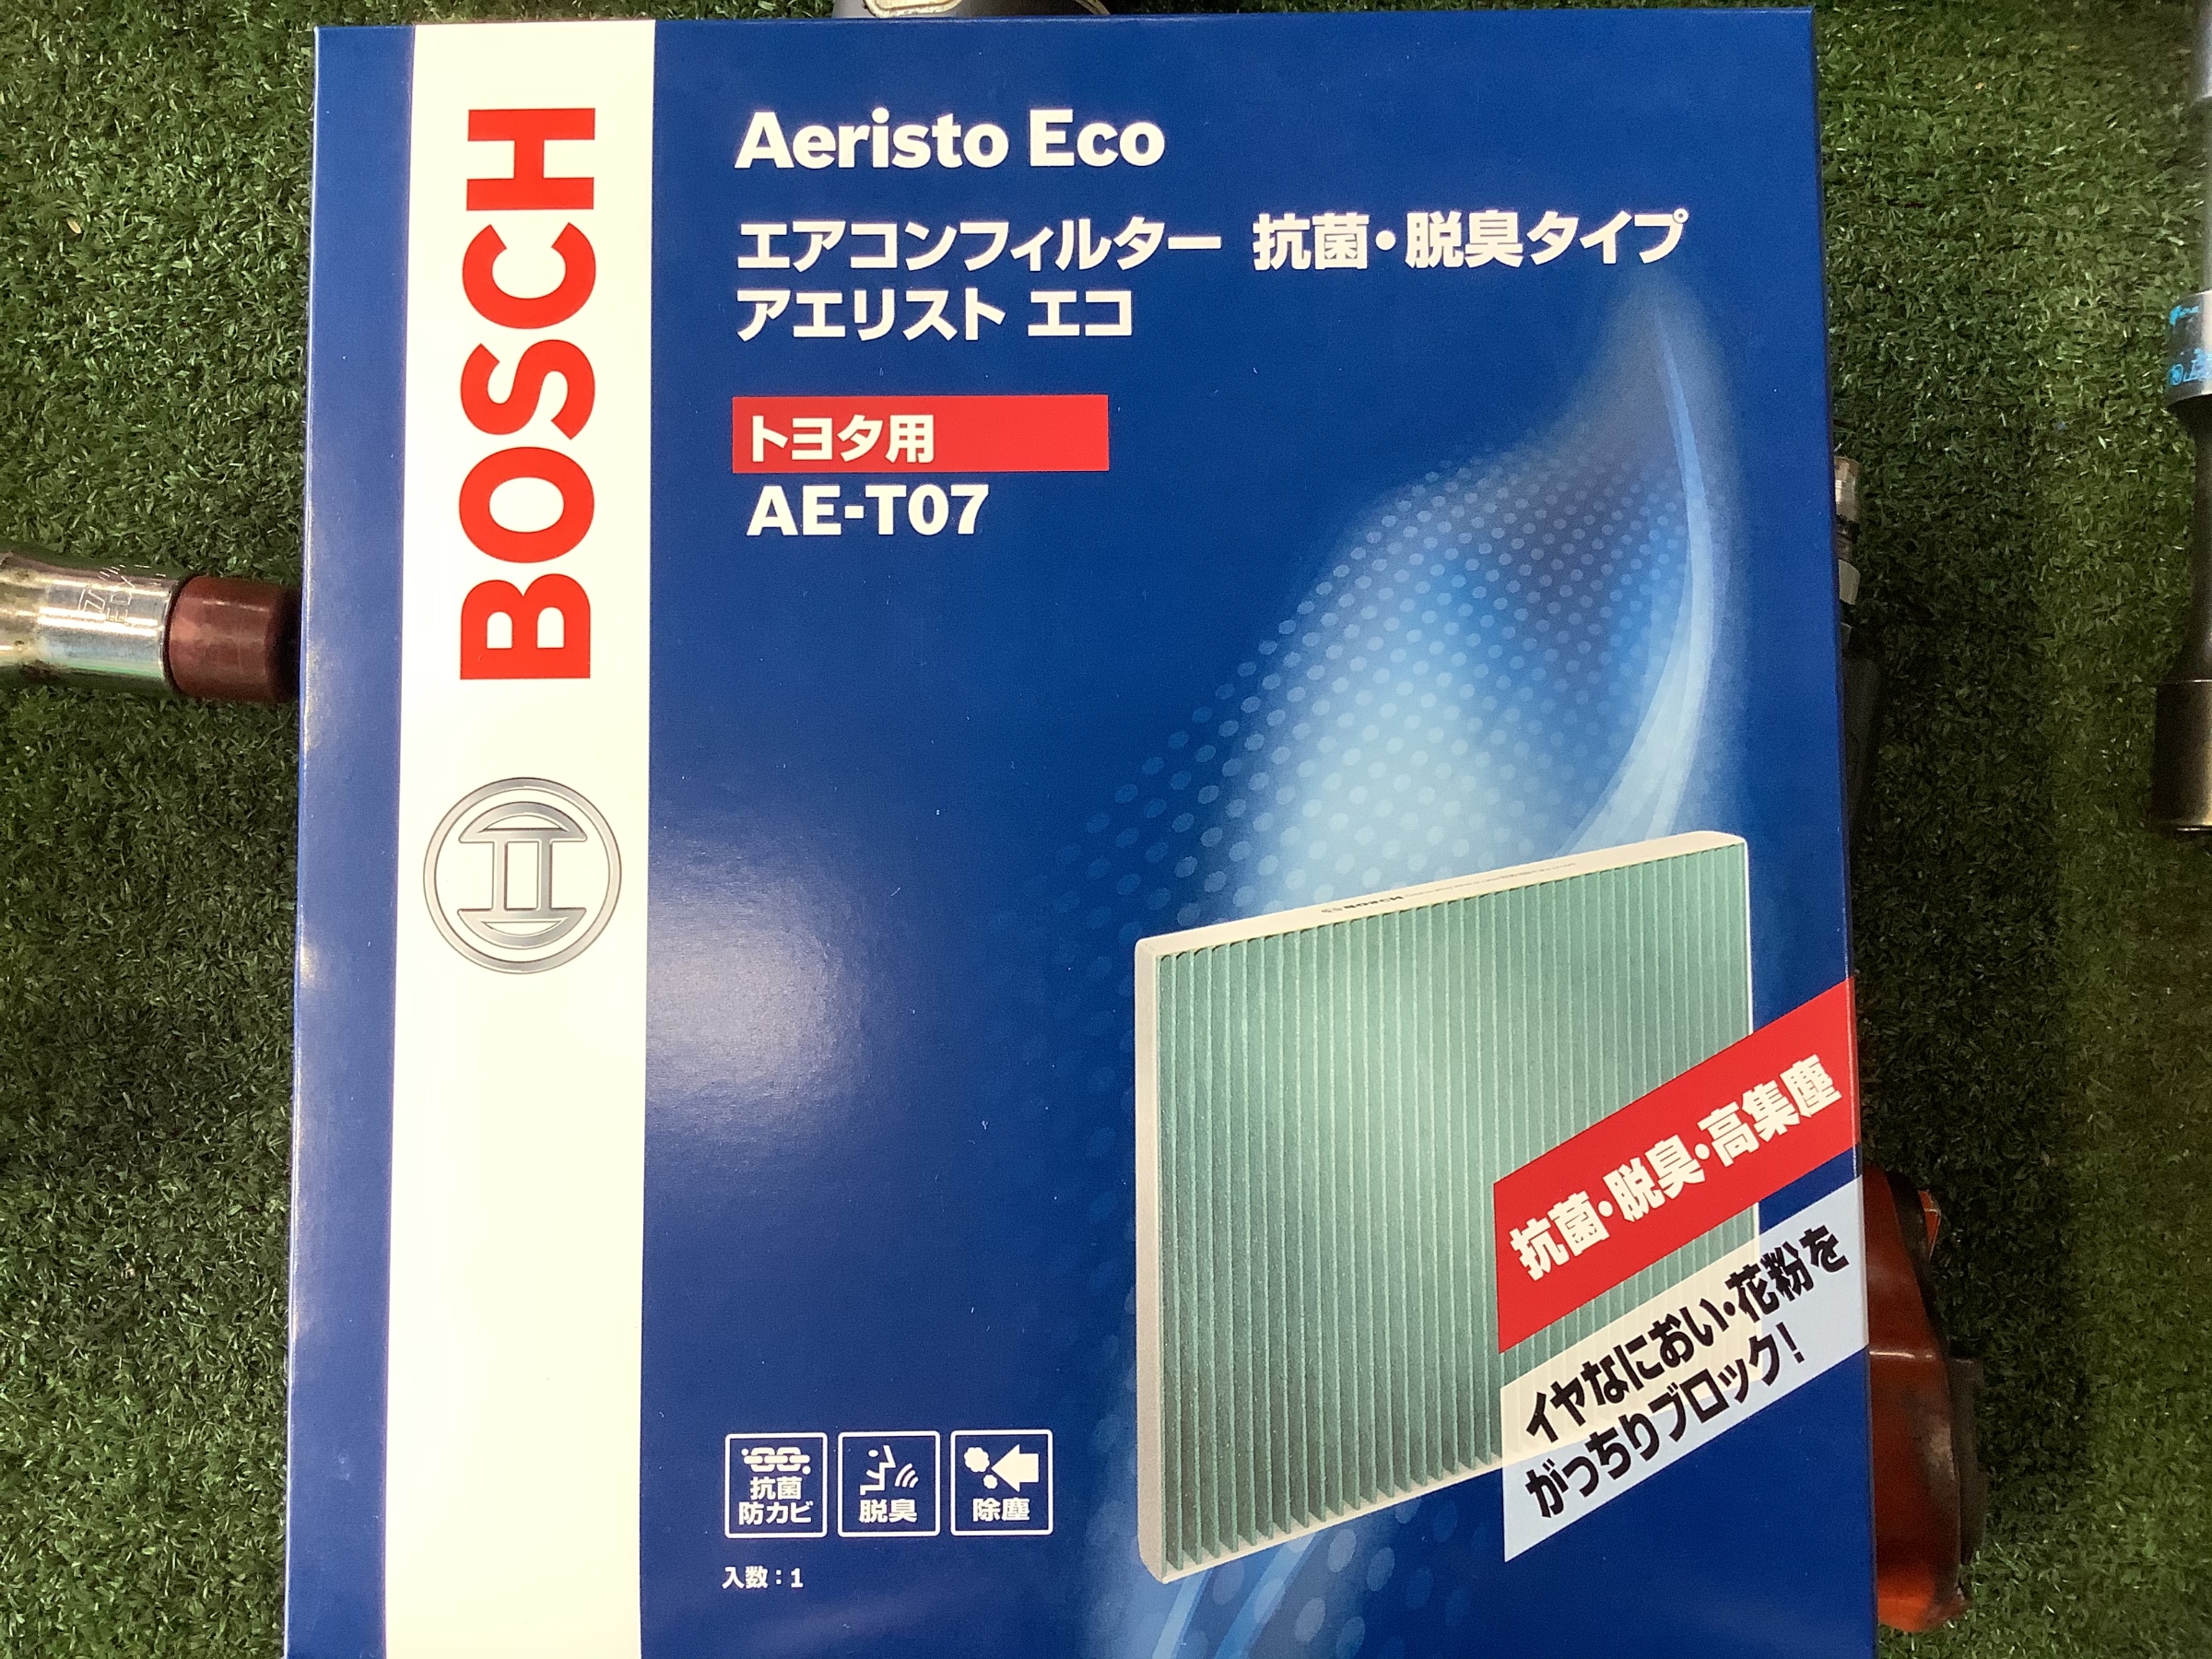 BOSCH
Aeristo Eco
エアコンフィルター 抗菌・脱臭タイプ
アエリスト エコ
トヨタ用
AE-T07
抗菌・脱臭・高集塵
イヤなにおい・花粉を
がっちりブロック!
抗菌
防カビ
脱臭
除塵
入数:1